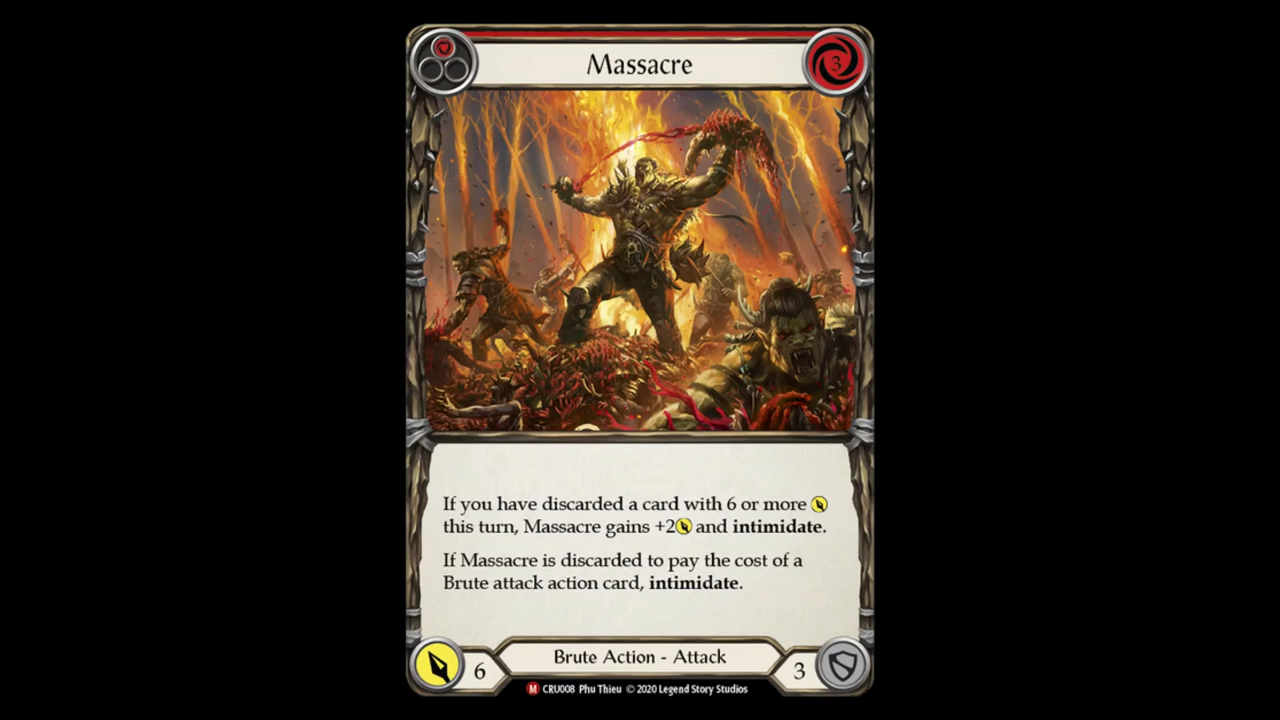 Massacre
3
If you have discarded a card with 6 or more
this turn, Massacre gains +2 and intimidate.
If Massacre is discarded to pay the cost of a
Brute attack action card, intimidate.
6
Brute Action - Attack
3
M CRU008 Phu Thieu © 2020 Legend Story Studios